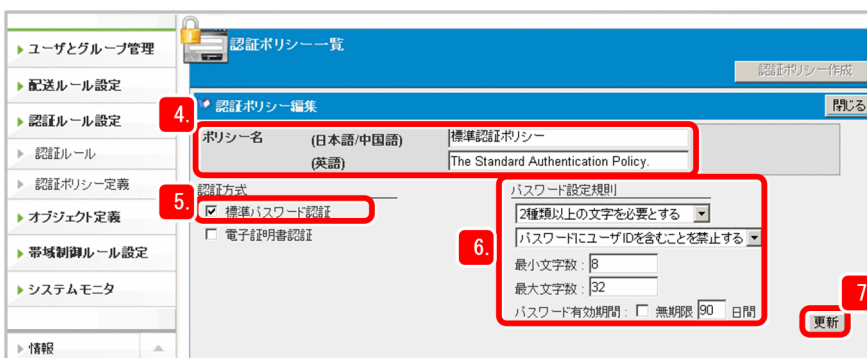 ユーザとグループ管理
配送ルール設定
認証ルール設定
認証ルール
認証ポリシー定義
オブジェクト定義
帯域制御ルール設定
システムモニタ
情報
認証ポリシー一覧
認証ポリシー作成
4.
認証ポリシー編集
閉じる
ポリシー名 (日本語/中国語) 標準認証ポリシー
(英語) The Standard Authentication Policy.
認証方式
5.
標準パスワード認証
電子証明書認証
6.
パスワード設定規則
2種類以上の文字を必要とする
パスワードにユーザIDを含むことを禁止する
最小文字数 : 8
最大文字数 : 32
パスワード有効期間 : 無期限 90 日間
7
更新